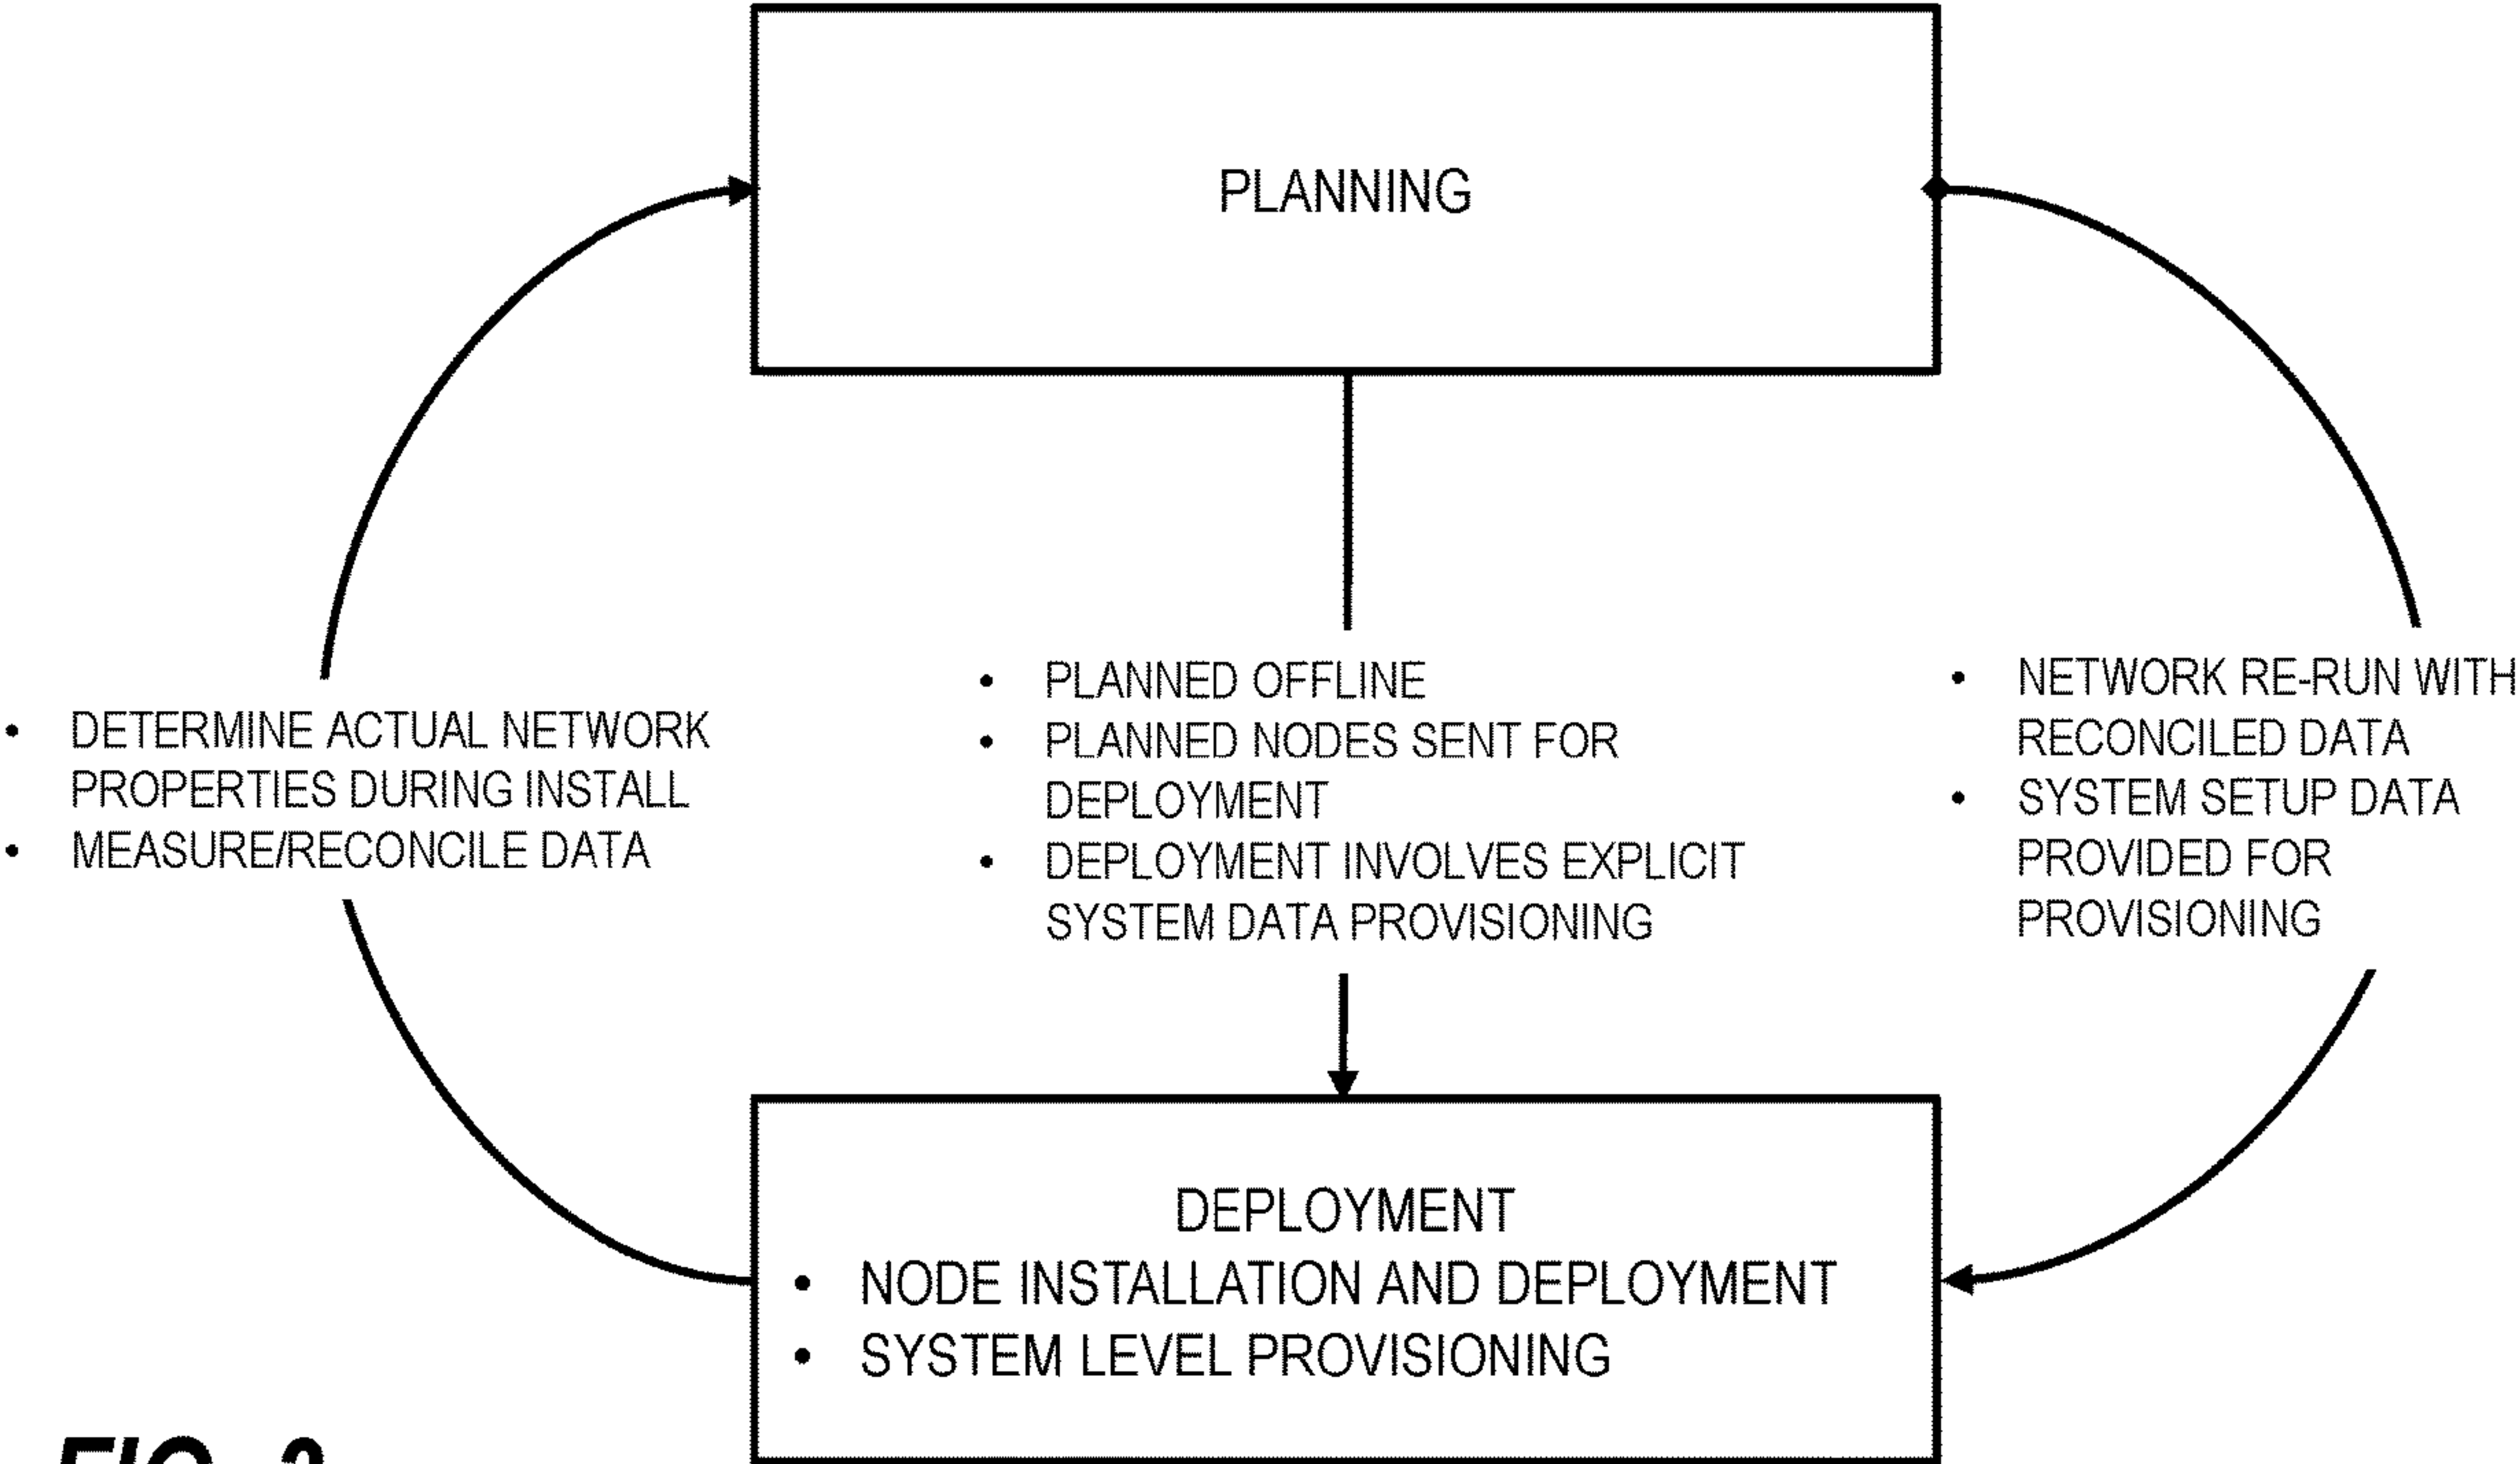 PLANNING
• DETERMINE ACTUAL NETWORK
PROPERTIES DURING INSTALL
• MEASURE/RECONCILE DATA
• PLANNED OFFLINE
• PLANNED NODES SENT FOR
DEPLOYMENT
• DEPLOYMENT INVOLVES EXPLICIT
SYSTEM DATA PROVISIONING
• NETWORK RE-RUN WITH
RECONCILED DATA
• SYSTEM SETUP DATA
PROVIDED FOR
PROVISIONING
DEPLOYMENT
• NODE INSTALLATION AND DEPLOYMENT
• SYSTEM LEVEL PROVISIONING
FIG.